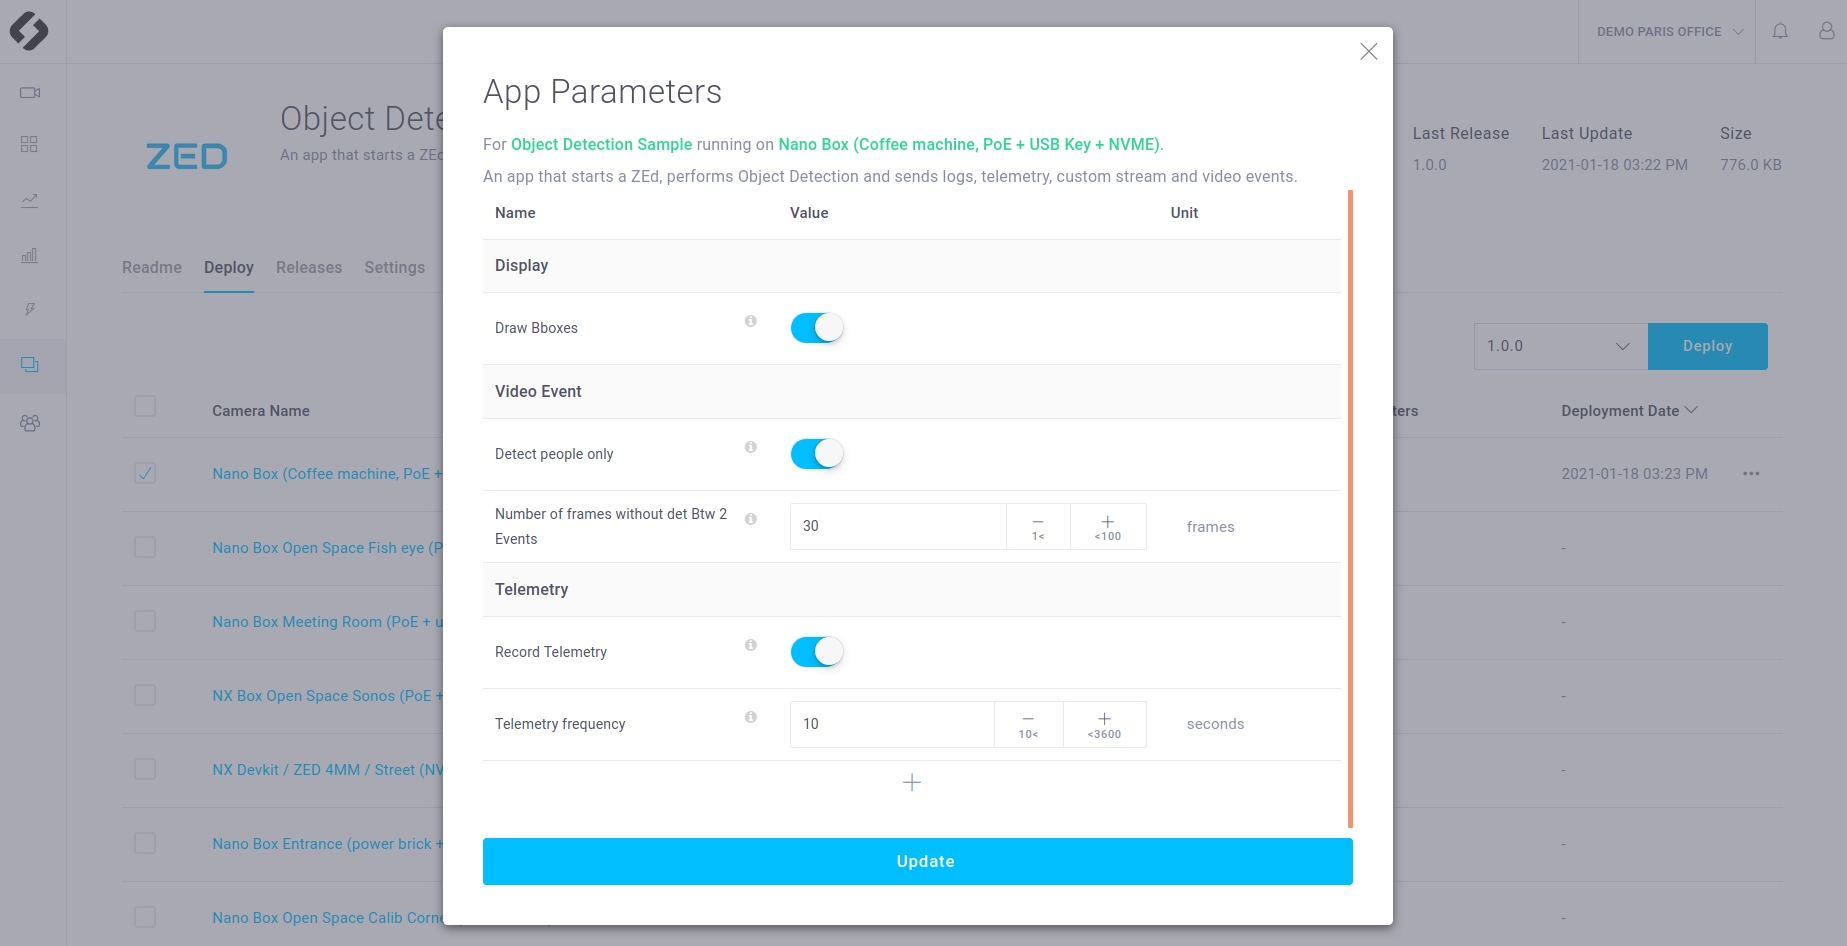 DEMO PARIS OFFICE
App Parameters
Object Dete
ZED
An app that starts a ZEd
For Object Detection Sample running on Nano Box (Coffee machine, PoE + USB Key + NVME).
An app that starts a ZEd, performs Object Detection and sends logs, telemetry, custom stream and video events.
Last Release Last Update Size
1.0.0 2021-01-18 03:22 PM 776.0 KB
Name Value Unit
Readme Deploy Releases Settings
Display
Draw Bboxes
1.0.0 Deploy
Video Event
Camera Name
ters Deployment Date
Detect people only
Nano Box (Coffee machine, PoE +
2021-01-18 03:23 PM ...
Number of frames without det Btw 2
Events
30 1< <100 frames
Nano Box Open Space Fish eye (P
-
Telemetry
Nano Box Meeting Room (PoE + u
-
Record Telemetry
NX Box Open Space Sonos (PoE +
-
Telemetry frequency 10 10< <3600 seconds
NX Devkit / ZED 4MM / Street (NV
-
Nano Box Entrance (power brick +
-
Update
Nano Box Open Space Calib Corne
-